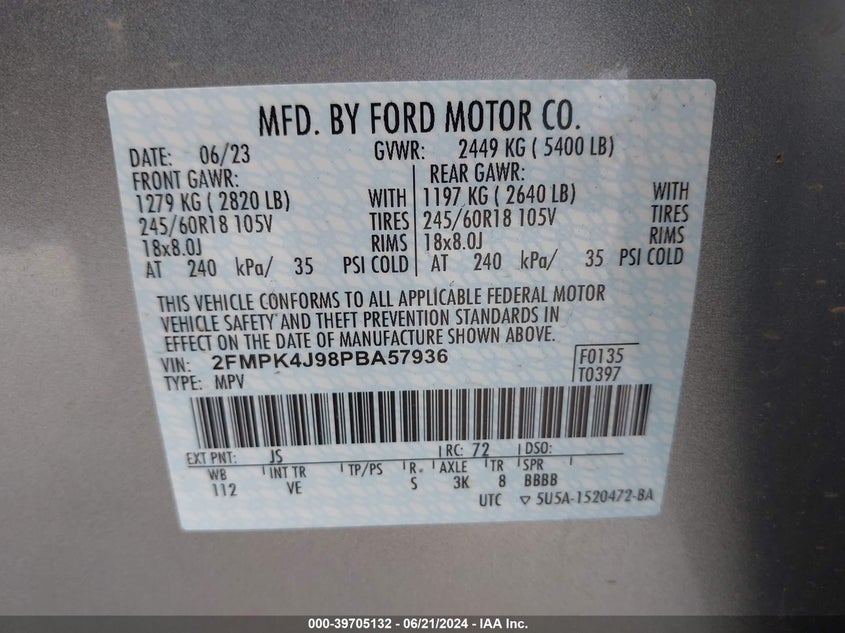 MFD. BY FORD MOTOR CO.
DATE: 06/23 GVWR: 2449 KG ( 5400 LB)
FRONT GAWR: REAR GAWR:
1279 KG ( 2820 LB) WITH 1197 KG ( 2640 LB) WITH
245/60R18 105V TIRES 245/60R18 105V TIRES
18x8.0J RIMS 18x8.0J RIMS
AT 240 kPa/ 35 PSI COLD AT 240 kPa/ 35 PSI COLD
THIS VEHICLE CONFORMS TO ALL APPLICABLE FEDERAL MOTOR
VEHICLE SAFETY AND THEFT PREVENTION STANDARDS IN
EFFECT ON THE DATE OF MANUFACTURE SHOWN ABOVE.
VIN: 2FMPK4J98PBA57936 F0135
TYPE: MPV T0397
EXT PNT: JS RC: 72 DSO:
WB INT TR TP/PS R. AXLE TR SPR
112 VE S 3K 8 BBBB
UTC ▽ 5U5A-1520472-BA
000-39705132 - 06/21/2024 - IAA Inc.